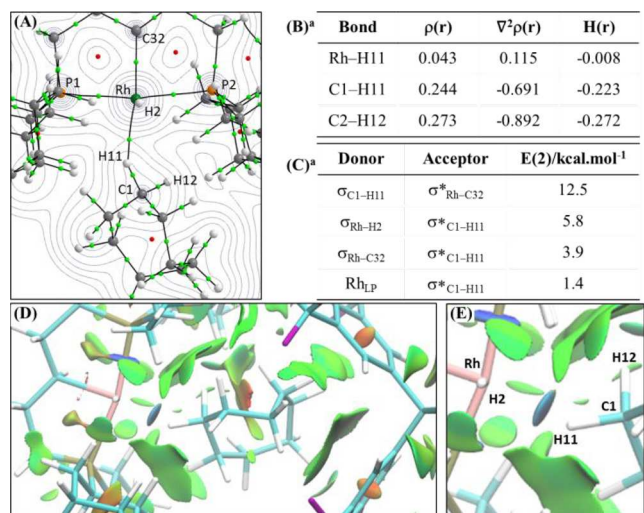 (A)
C32
P1
Rh
P2
H2
H11
C1
H12
(B)ᵃ Bond ρ(r) ∇²ρ(r) H(r)
Rh–H11 0.043 0.115 -0.008
C1–H11 0.244 -0.691 -0.223
C2–H12 0.273 -0.892 -0.272
(C)ᵃ Donor Acceptor E(2)/kcal.mol⁻¹
σC1–H11 σ*Rh–C32 12.5
σRh–H2 σ*C1–H11 5.8
σRh–C32 σ*C1–H11 3.9
RhLP σ*C1–H11 1.4
(D)
(E)
Rh
H12
H2
C1
H11